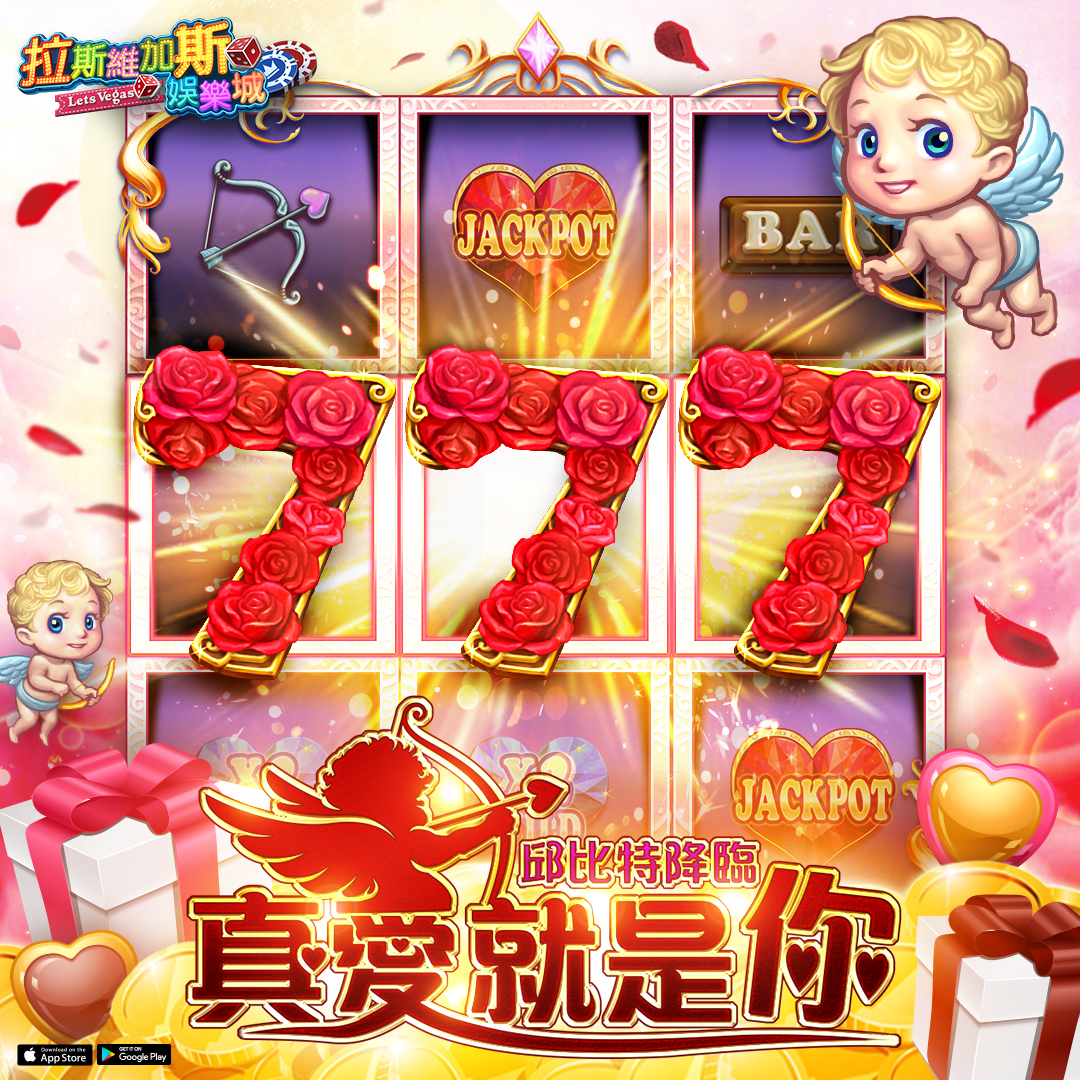 拉斯維加斯
娛樂城
Lets Vegas
JACKPOT
BAR
777
JACKPOT
邱比特降臨
真愛就是你
Download on the
App Store
GET IT ON
Google Play